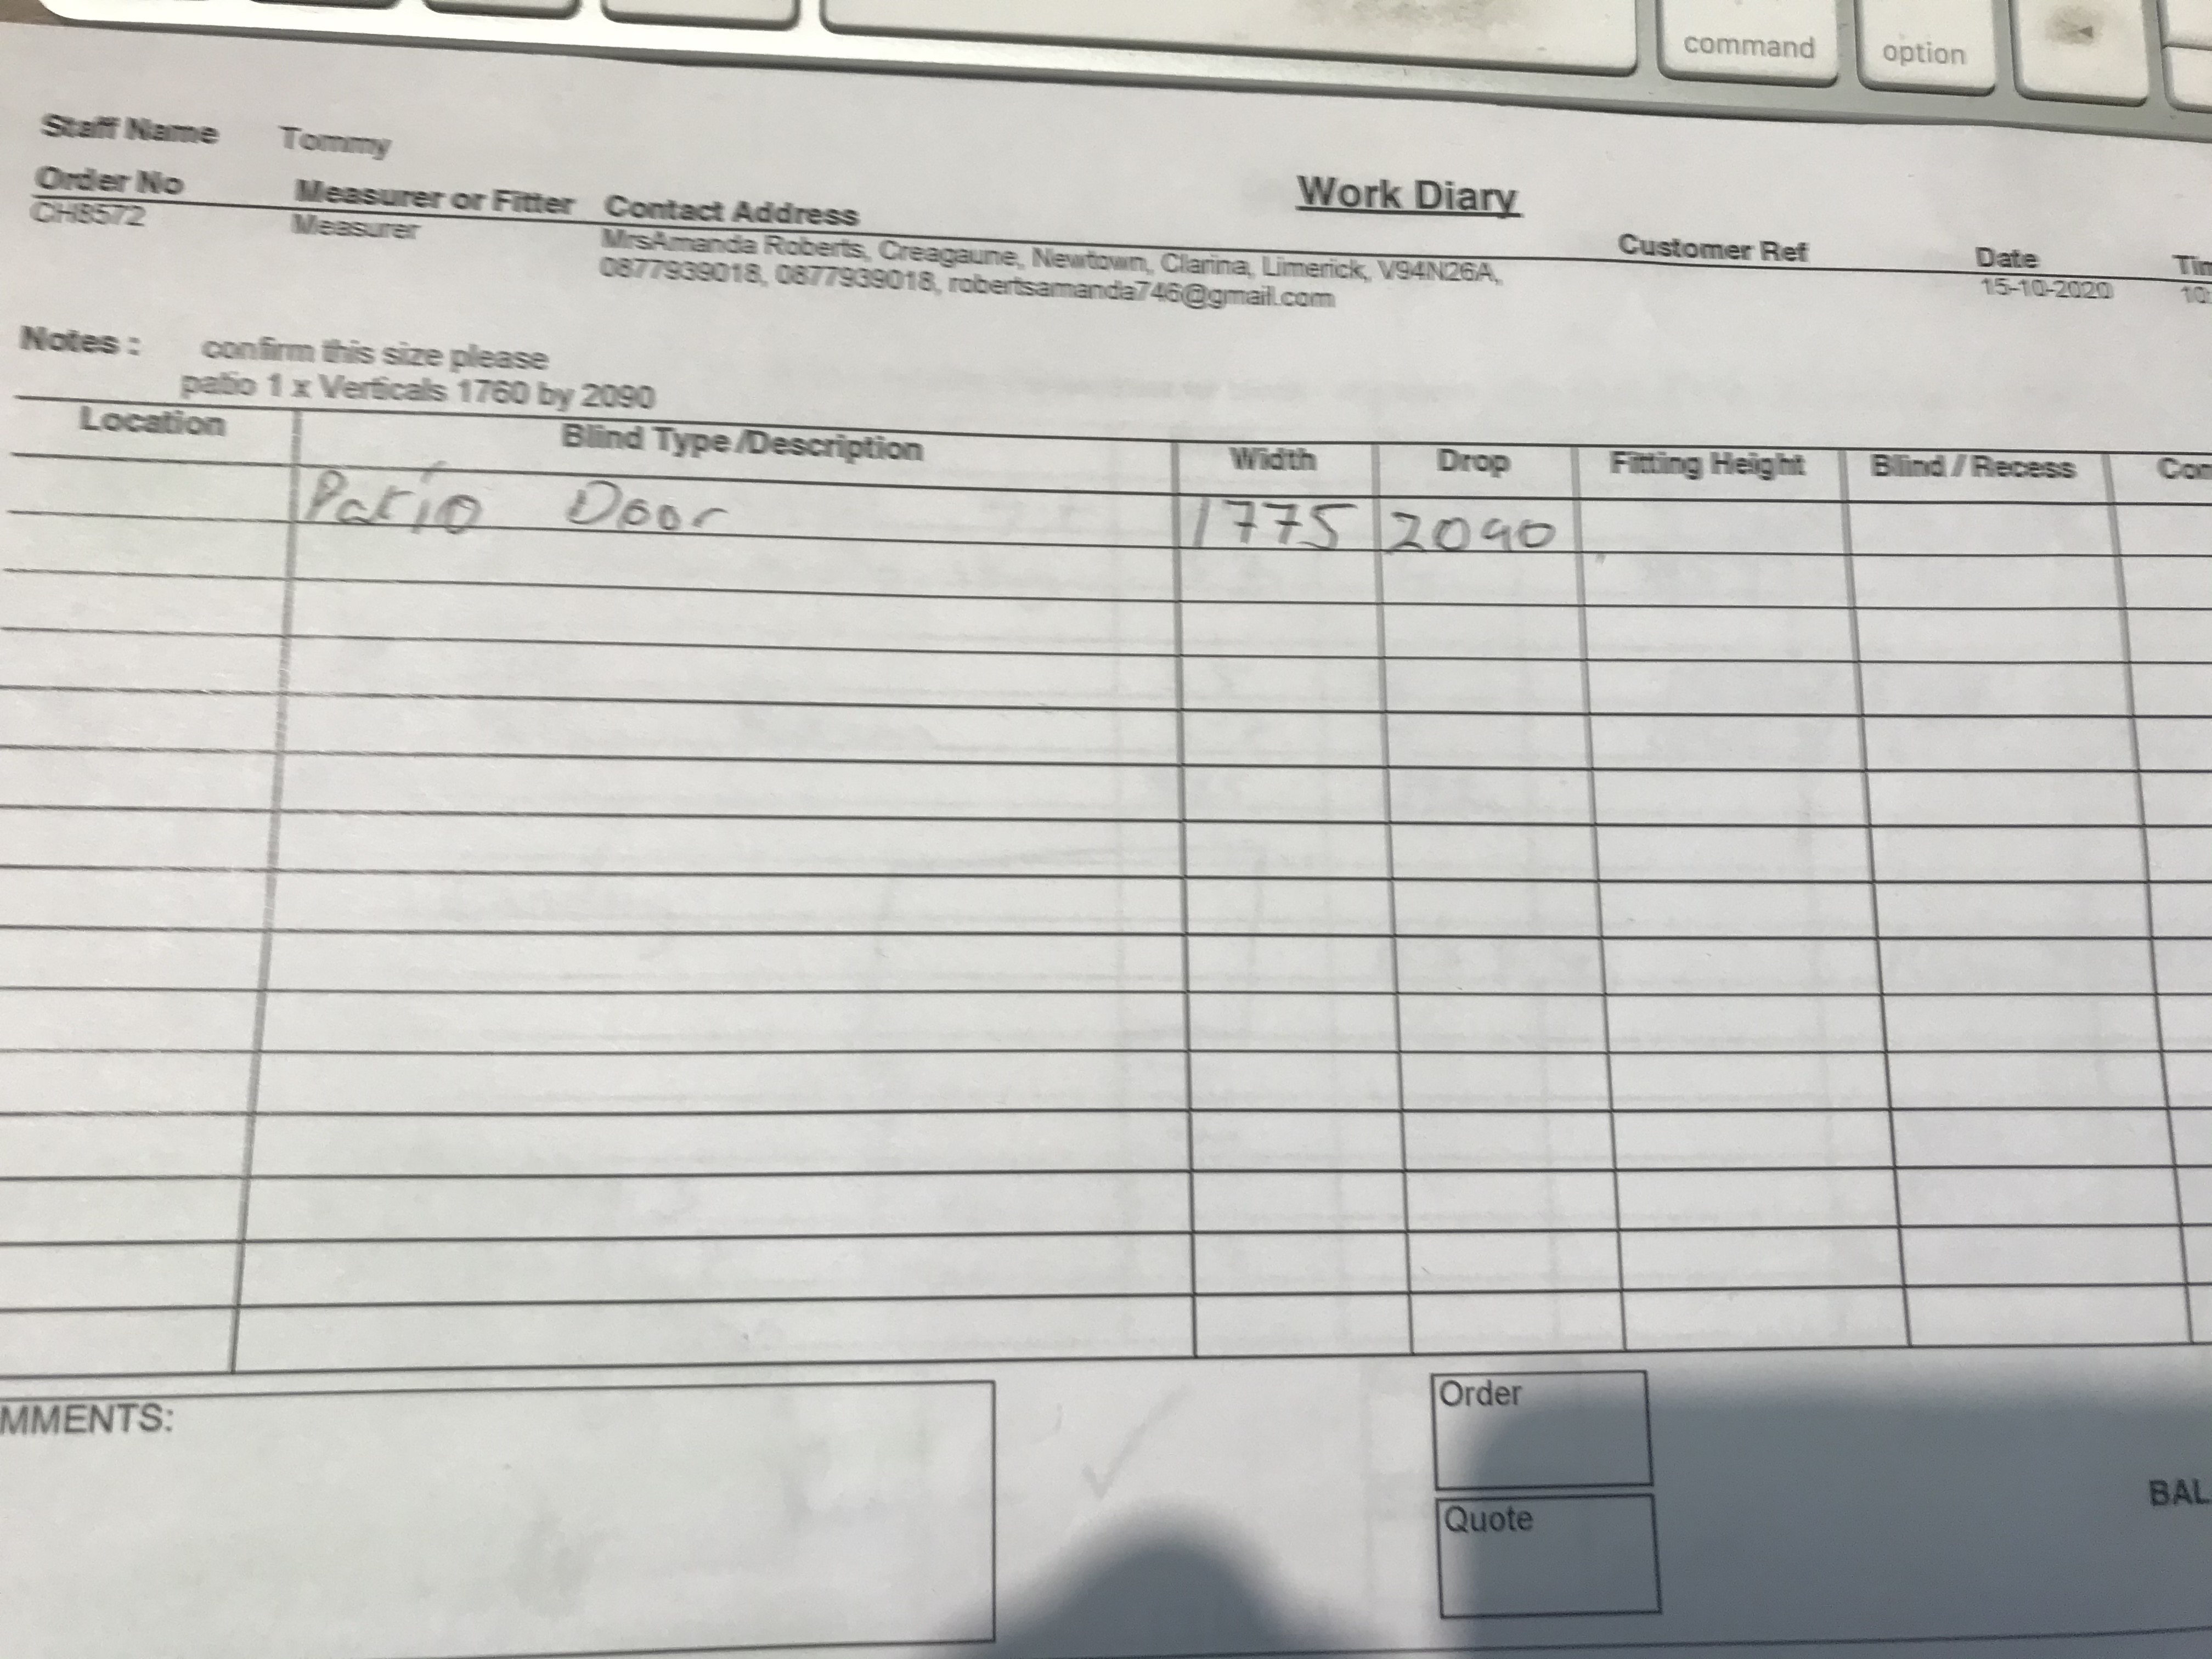 command option
Staff Name Tommy
Work Diary
Order No Measurer or Fitter Contact Address Customer Ref Date
CH8572 Measurer MrsAmanda Roberts, Creagaune, Newtown, Clarina, Limerick, V94N26A, 15-10-2020 10:
0877939018, 0877939018, robertsamanda746@gmail.com
Notes : confirm this size please
patio 1 x Verticals 1760 by 2090
Location Blind Type /Description Width Drop Fitting Height Blind / Recess
Patio Door 1775 2090
MMENTS:
Order
Quote
BAL